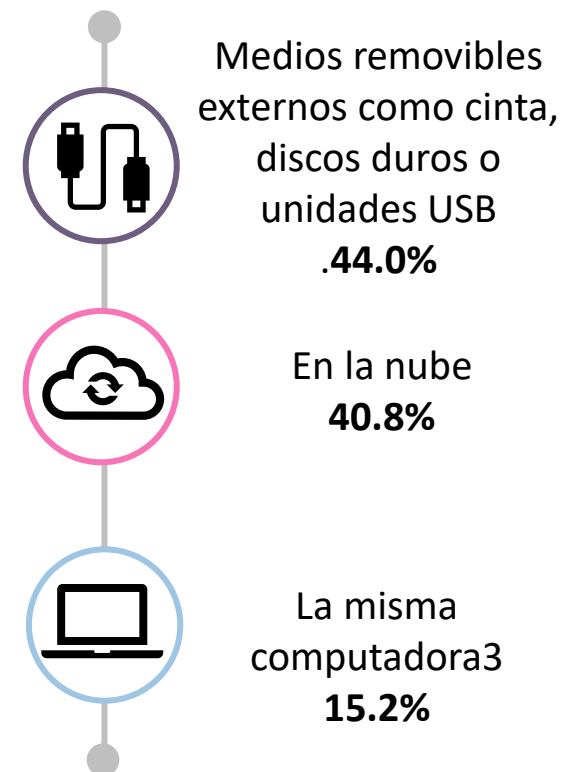 Medios removibles
externos como cinta,
discos duros o
unidades USB
.44.0%
En la nube
40.8%
La misma
computadora3
15.2%